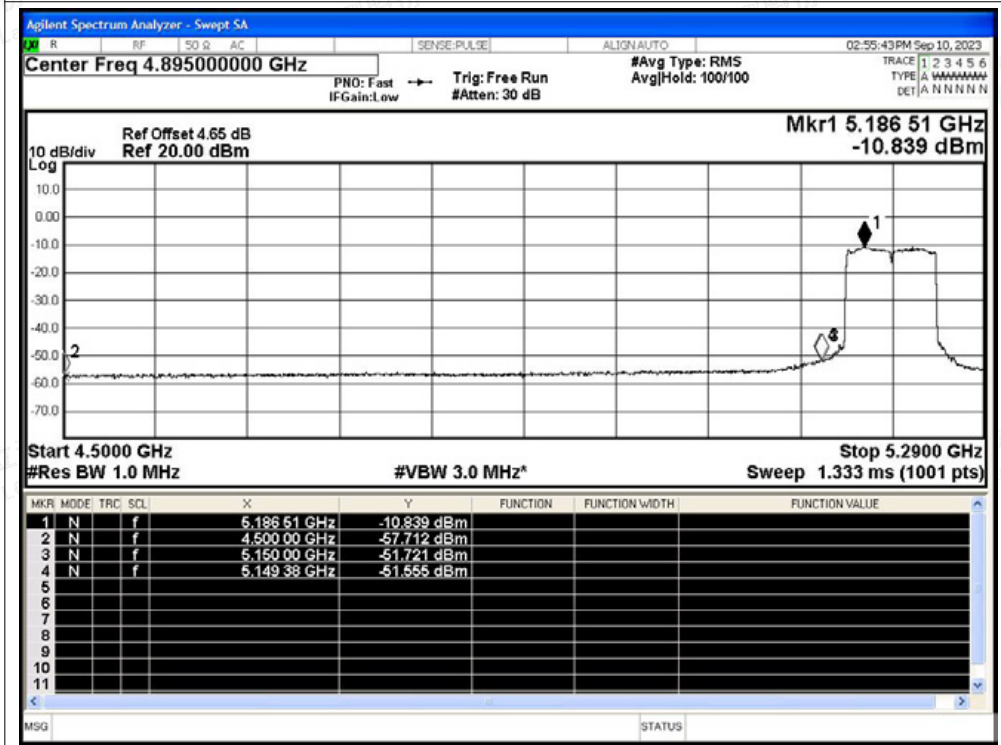 Agilent Spectrum Analyzer - Swept SA
R RF 50 Ω AC SENSE:PULSE ALIGN AUTO 02:55:43 PM Sep 10, 2023
Center Freq 4.895000000 GHz #Avg Type: RMS TRACE 1 2 3 4 5 6
PNO: Fast Trig: Free Run Avg|Hold: 100/100 TYPE A WWWWW
IFGain:Low #Atten: 30 dB DET A N N N N N
Mkr1 5.186 51 GHz
Ref Offset 4.65 dB
10 dB/div Ref 20.00 dBm -10.839 dBm
Log
10.0
0.00
1
-10.0
-20.0
-30.0
-40.0
-50.0 2
-60.0
-70.0
Start 4.5000 GHz Stop 5.2900 GHz
#Res BW 1.0 MHz #VBW 3.0 MHz* Sweep 1.333 ms (1001 pts)
MKR MODE TRC SCL X Y FUNCTION FUNCTION WIDTH FUNCTION VALUE
1 N f 5.186 51 GHz -10.839 dBm
2 N f 4.500 00 GHz -57.712 dBm
3 N f 5.150 00 GHz -51.721 dBm
4 N f 5.149 38 GHz -51.555 dBm
5
6
7
8
9
10
11
MSG STATUS